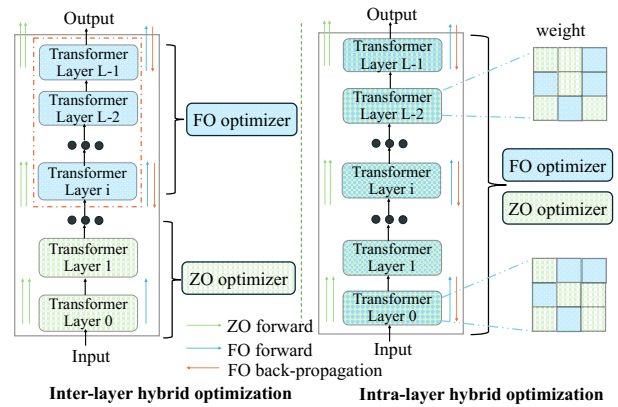 Output
Transformer
Layer L-1
Transformer
Layer L-2
Transformer
Layer i
Transformer
Layer 1
Transformer
Layer 0
Input
FO optimizer
ZO optimizer
ZO forward
FO forward
FO back-propagation
Inter-layer hybrid optimization
Output
Transformer
Layer L-1
Transformer
Layer L-2
Transformer
Layer i
Transformer
Layer 1
Transformer
Layer 0
Input
weight
FO optimizer
ZO optimizer
Intra-layer hybrid optimization